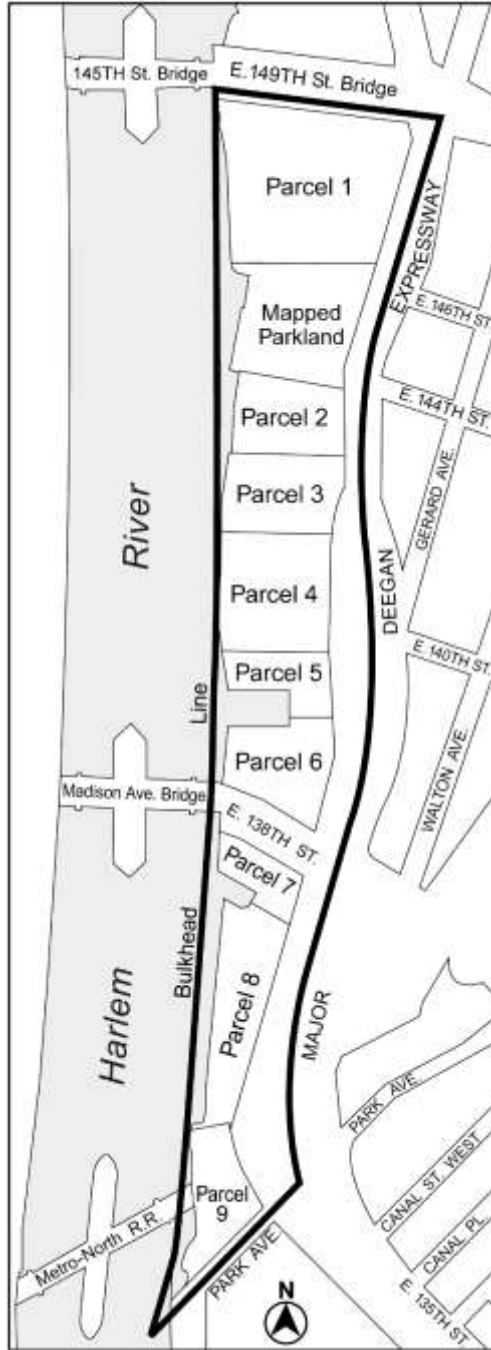 145TH St. Bridge
E. 149TH St. Bridge
Parcel 1
EXPRESSWAY
E. 146TH ST.
Mapped
Parkland
E. 144TH ST.
Parcel 2
GERARD AVE.
Parcel 3
River
DEEGAN
Parcel 4
E. 140TH ST.
Parcel 5
Line
WALTON AVE.
Parcel 6
Madison Ave. Bridge
E. 138TH ST.
Parcel 7
Bulkhead
Harlem
Parcel 8
MAJOR
PARK AVE.
CANAL ST. WEST
Parcel
9
CANAL PL.
Metro-North R.R.
PARK AVE.
E. 135TH ST.
N